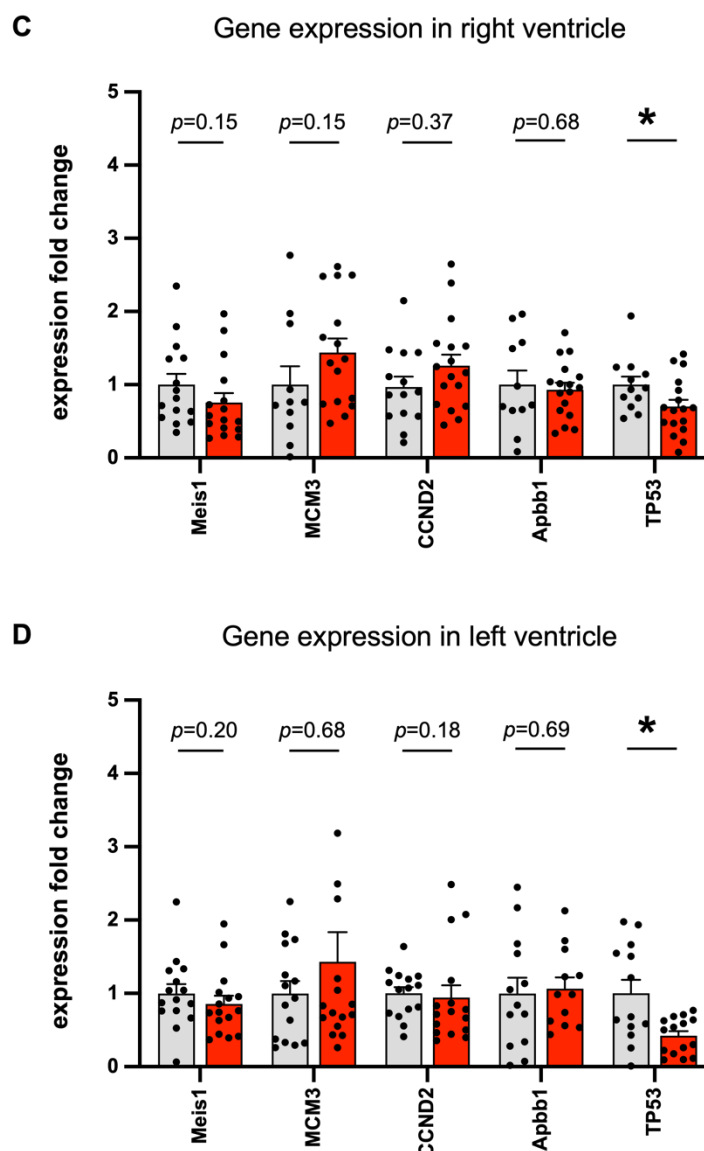 C
Gene expression in right ventricle
expression fold change
5
4
3
2
1
0
p=0.15
p=0.15
p=0.37
p=0.68
*
Meis1
MCM3
CCND2
Apbb1
TP53
D
Gene expression in left ventricle
expression fold change
5
4
3
2
1
0
p=0.20
p=0.68
p=0.18
p=0.69
*
Meis1
MCM3
CCND2
Apbb1
TP53